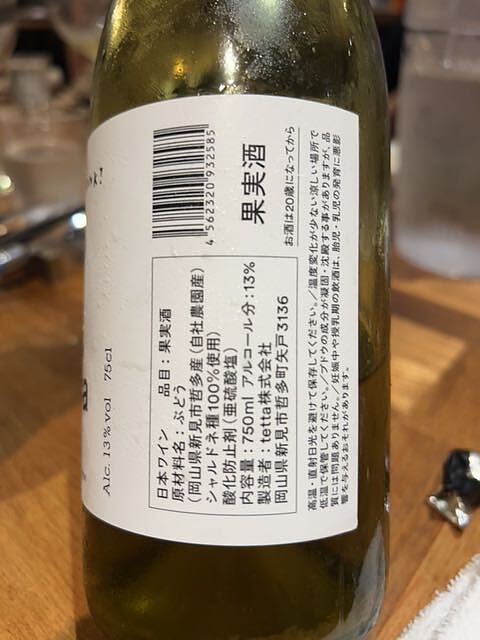 4 562320 932585
果実酒
お酒は20歳になってから
日本ワイン 品目：果実酒
原材料名：ぶどう
（岡山県新見市哲多産（自社農園産）
シャルドネ種100%使用）
酸化防止剤（亜硫酸塩）
内容量：750ml アルコール分：13%
製造者：tetta株式会社
岡山県新見市哲多町矢戸3136
高温・直射日光を避けて保存してください。／温度変化が少ない涼しい場所で
低温で保管してください。／ブドウの成分が凝固・沈殿する事がありますが、品
質には問題ありません。／妊娠中や授乳期の飲酒は、胎児・乳児の発育に悪影
響を与えるおそれがあります。
Alc. 13% vol 75cl